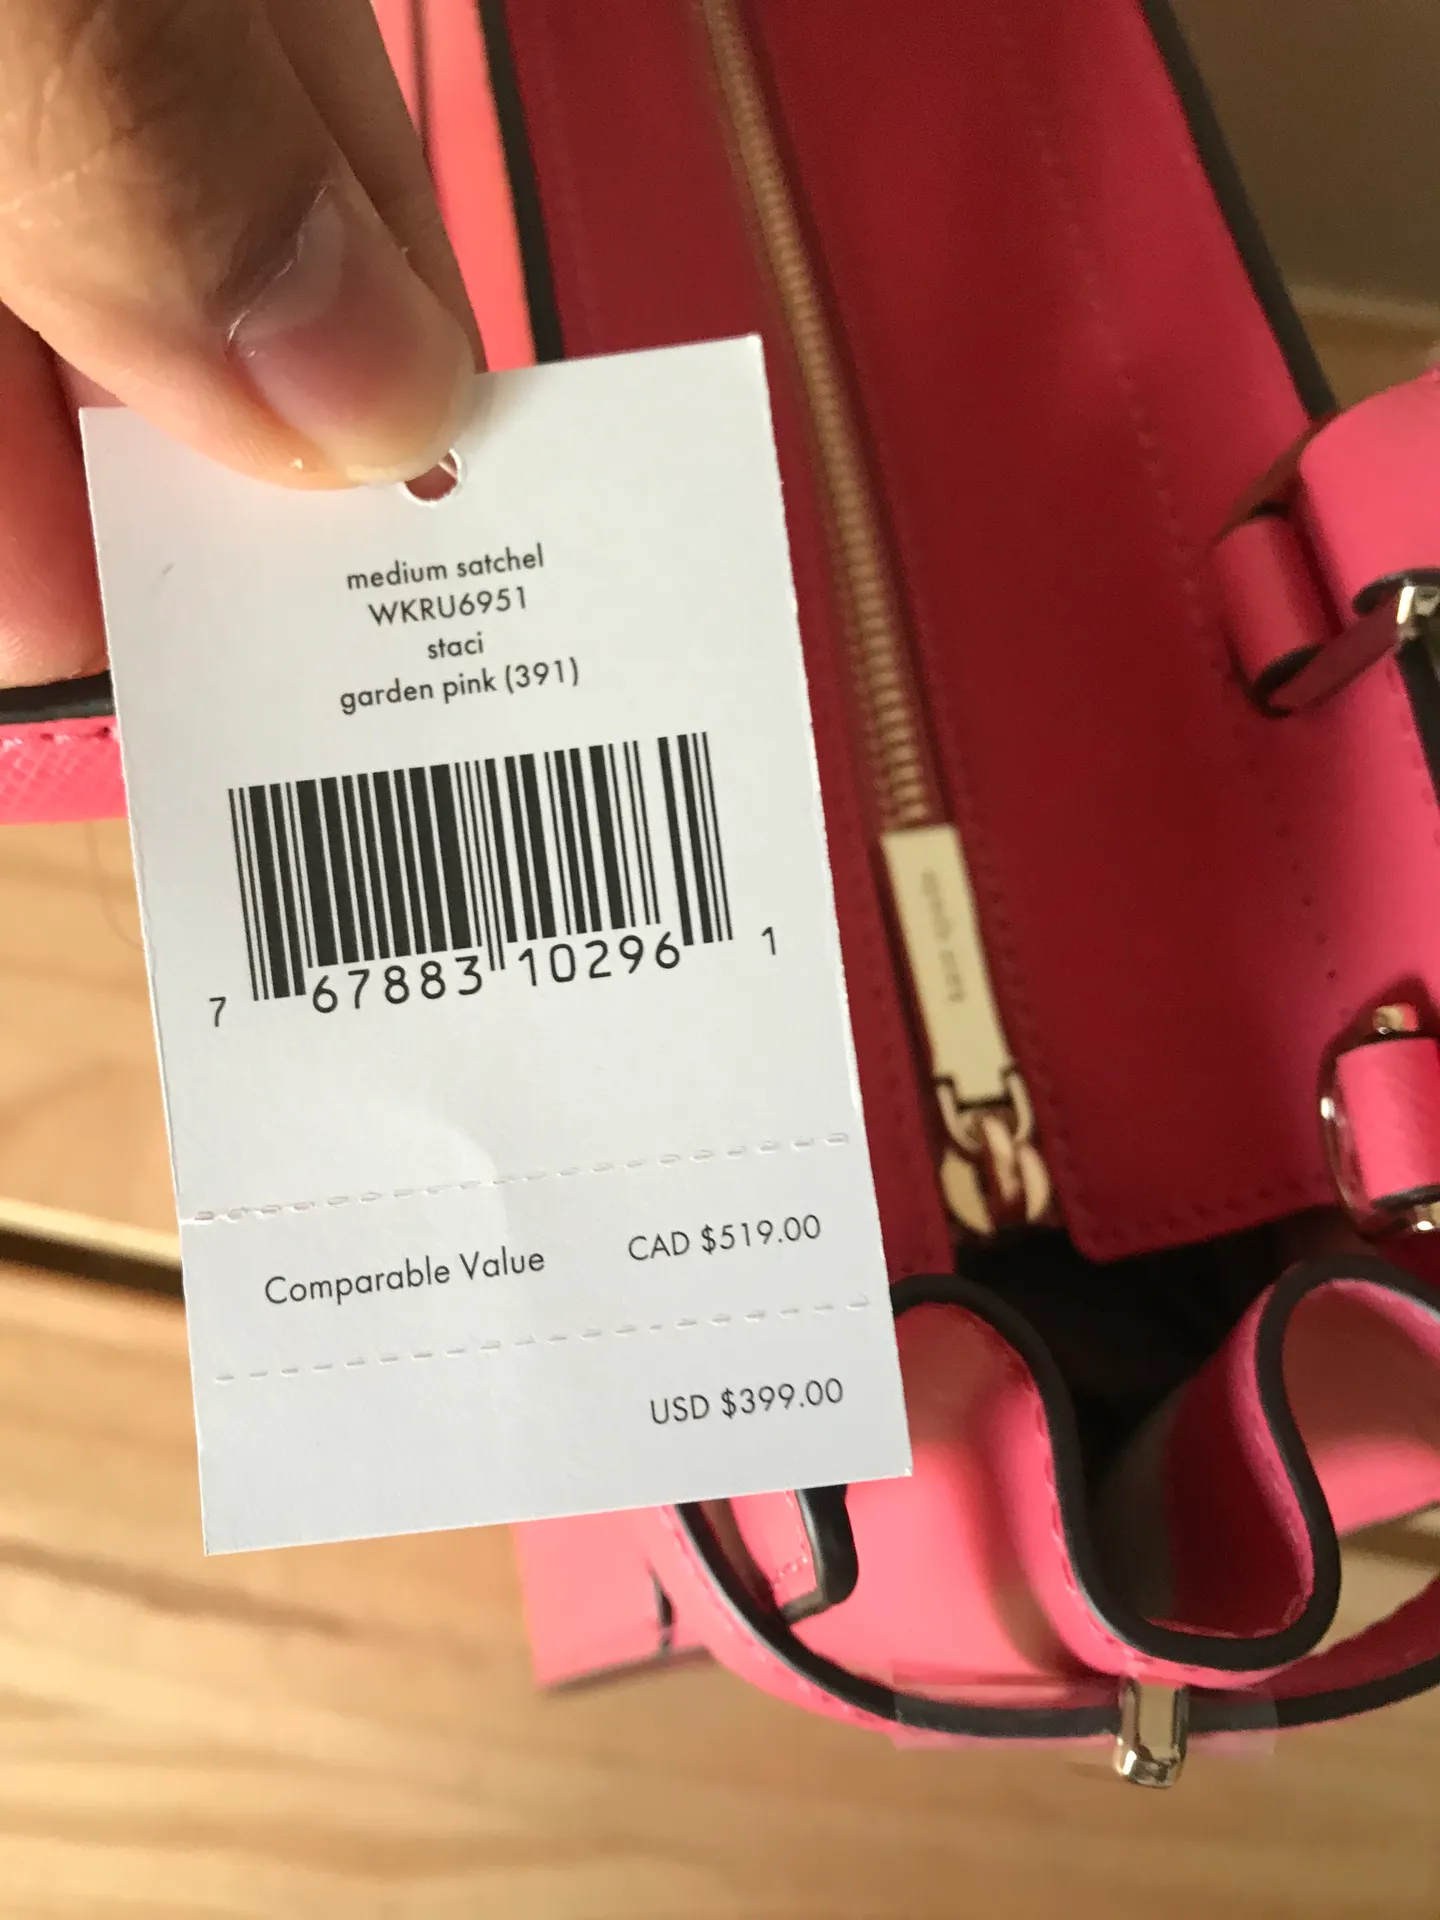 medium satchel
WKRU6951
staci
garden pink (391)
7 67883 10296 1
Comparable Value CAD $519.00
USD $399.00